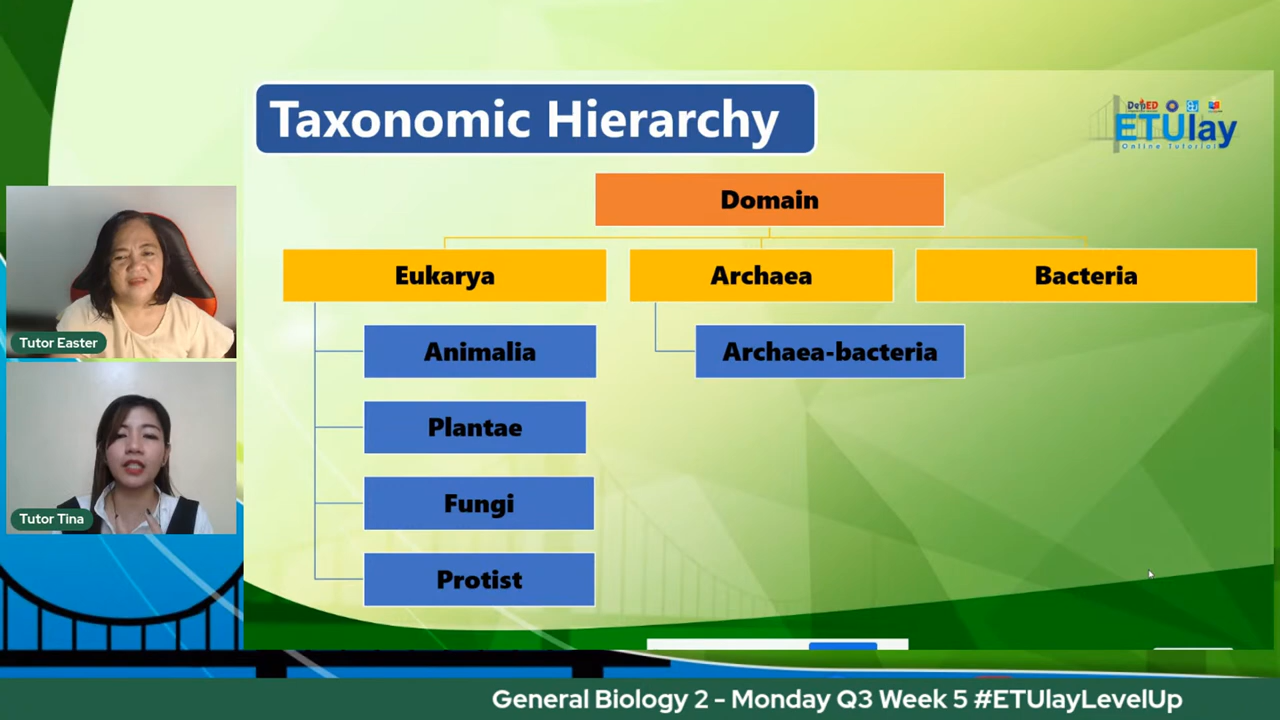 Taxonomic Hierarchy
DepED
ETUlay
Online Tutorial
Domain
Eukarya
Archaea
Bacteria
Animalia
Archaea-bacteria
Plantae
Fungi
Protist
Tutor Easter
Tutor Tina
General Biology 2 - Monday Q3 Week 5 #ETUlayLevelUp